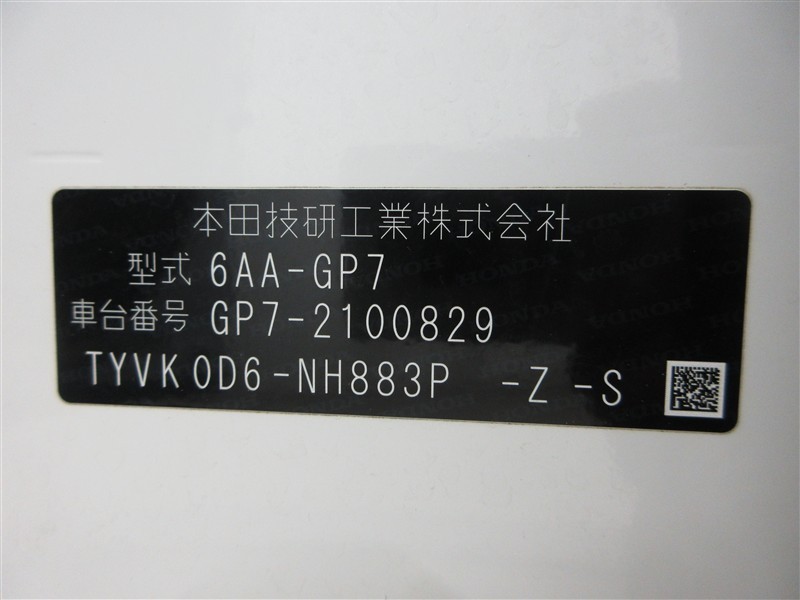 本田技研工業株式会社
型式 6AA-GP7
車台番号 GP7-2100829
TYVK0D6-NH883P -Z -S